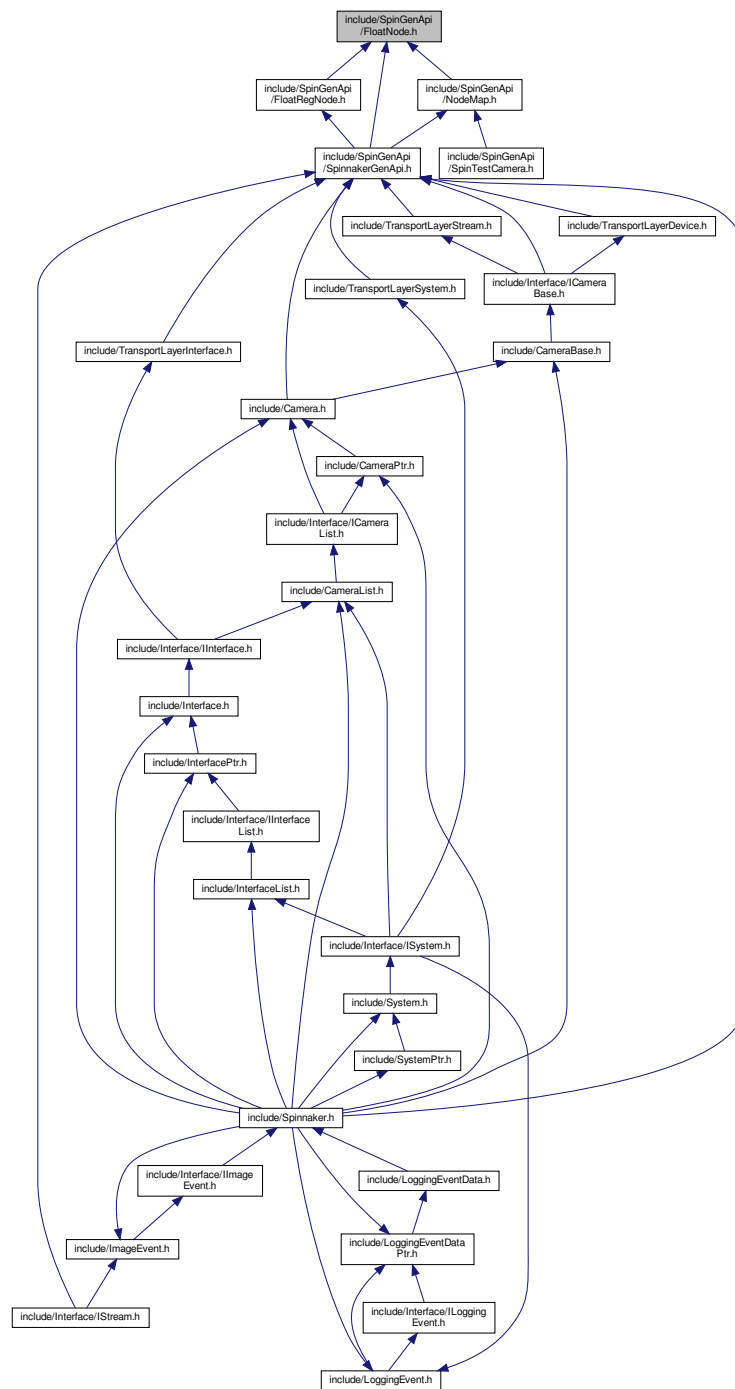 include/SpinGenApi
/FloatNode.h
include/SpinGenApi
/FloatRegNode.h
include/SpinGenApi
/NodeMap.h
include/SpinGenApi
/SpinnakerGenApi.h
include/SpinGenApi
/SpinTestCamera.h
include/TransportLayerStream.h
include/TransportLayerDevice.h
include/TransportLayerSystem.h
include/Interface/ICamera
Base.h
include/TransportLayerInterface.h
include/CameraBase.h
include/Camera.h
include/CameraPtr.h
include/Interface/ICamera
List.h
include/CameraList.h
include/Interface/IInterface.h
include/Interface.h
include/InterfacePtr.h
include/Interface/IInterface
List.h
include/InterfaceList.h
include/Interface/ISystem.h
include/System.h
include/SystemPtr.h
include/Spinnaker.h
include/Interface/IImage
Event.h
include/LoggingEventData.h
include/ImageEvent.h
include/LoggingEventData
Ptr.h
include/Interface/IStream.h
include/Interface/ILogging
Event.h
include/LoggingEvent.h